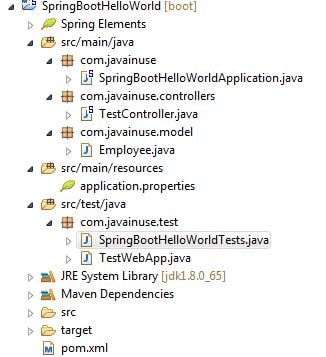 SpringBootHelloWorld [boot]
Spring Elements
src/main/java
com.javainuse
SpringBootHelloWorldApplication.java
com.javainuse.controllers
TestController.java
com.javainuse.model
Employee.java
src/main/resources
application.properties
src/test/java
com.javainuse.test
SpringBootHelloWorldTests.java
TestWebApp.java
JRE System Library [jdk1.8.0_65]
Maven Dependencies
src
target
pom.xml